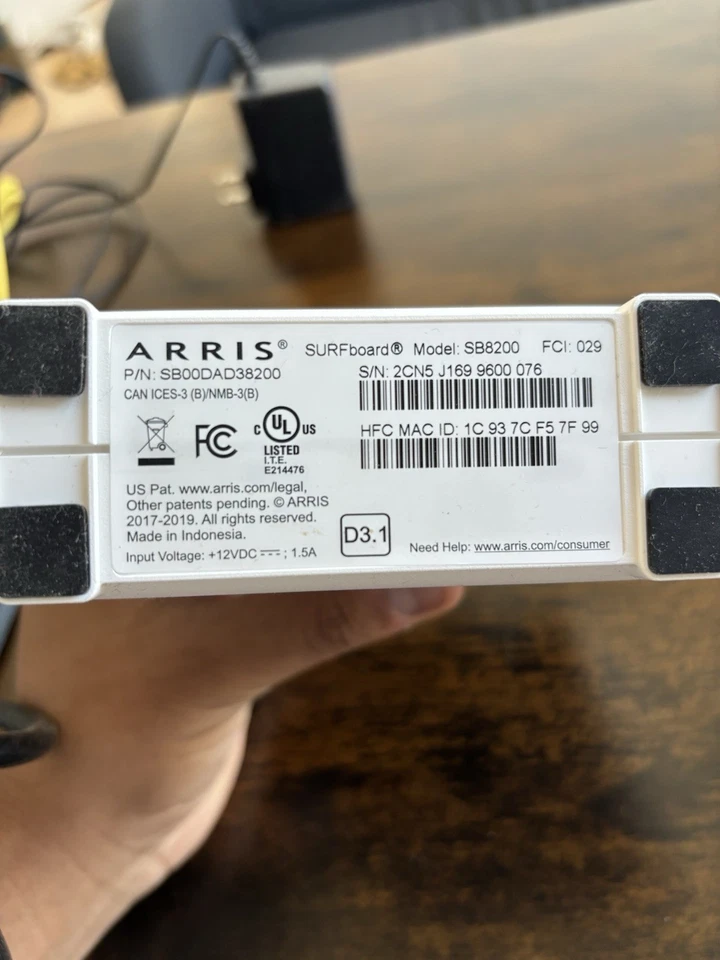 ARRIS® SURFboard® Model: SB8200 FCI: 029
P/N: SB00DAD38200
S/N: 2CN5 J169 9600 076
CAN ICES-3 (B)/NMB-3(B)
HFC MAC ID: 1C 93 7C F5 7F 99
FC
c UL US
LISTED
I.T.E.
E214476
US Pat. www.arris.com/legal,
Other patents pending. © ARRIS
2017-2019. All rights reserved.
Made in Indonesia.
Input Voltage: +12VDC ⎓; 1.5A
D3.1
Need Help: www.arris.com/consumer